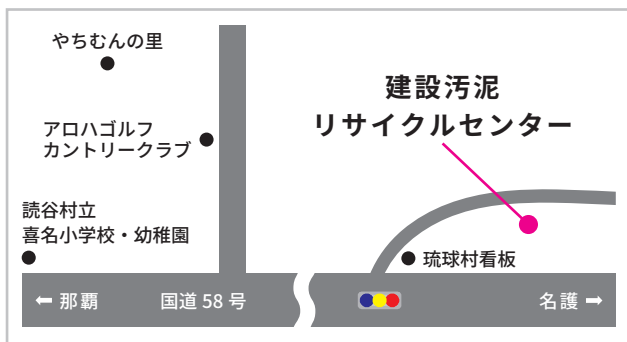 やちむんの里
アロハゴルフ
カントリークラブ
読谷村立
喜名小学校・幼稚園
建設汚泥
リサイクルセンター
琉球村看板
← 那覇
国道 58 号
名護 →